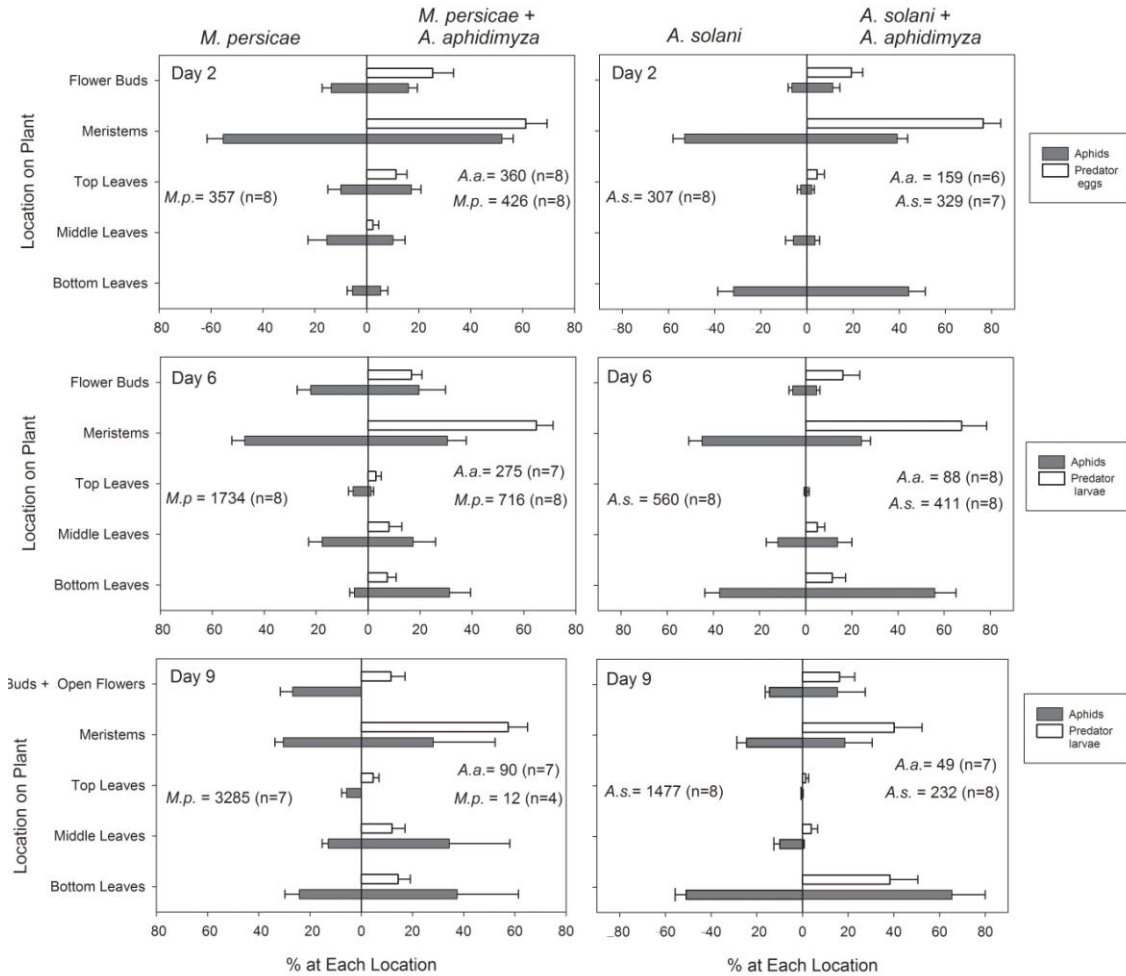 M. persicae
M. persicae +
A. aphidimyza
A. solani
A. solani +
A. aphidimyza
Location on Plant
Day 2
Flower Buds
Meristems
Top Leaves
Middle Leaves
Bottom Leaves
M.p.= 357 (n=8)
A.a.= 360 (n=8)
M.p.= 426 (n=8)
80 -60 40 20 0 20 40 60 80
Day 2
A.s.= 307 (n=8)
A.a.= 159 (n=6)
A.s.= 329 (n=7)
-80 -60 40 20 0 20 40 60 80
Aphids
Predator
eggs
Location on Plant
Day 6
Flower Buds
Meristems
Top Leaves
Middle Leaves
Bottom Leaves
M.p = 1734 (n=8)
A.a.= 275 (n=7)
M.p.= 716 (n=8)
80 60 40 20 0 20 40 60 80
Day 6
A.s.= 560 (n=8)
A.a.= 88 (n=8)
A.s.= 411 (n=8)
80 60 40 20 0 20 40 60 80
Aphids
Predator
larvae
Location on Plant
Day 9
Buds + Open Flowers
Meristems
Top Leaves
Middle Leaves
Bottom Leaves
M.p.= 3285 (n=7)
A.a.= 90 (n=7)
M.p.= 12 (n=4)
80 60 40 20 0 20 40 60 80
Day 9
A.s.= 1477 (n=8)
A.a.= 49 (n=7)
A.s.= 232 (n=8)
-80 -60 40 20 0 20 40 60 80
Aphids
Predator
larvae
% at Each Location
% at Each Location